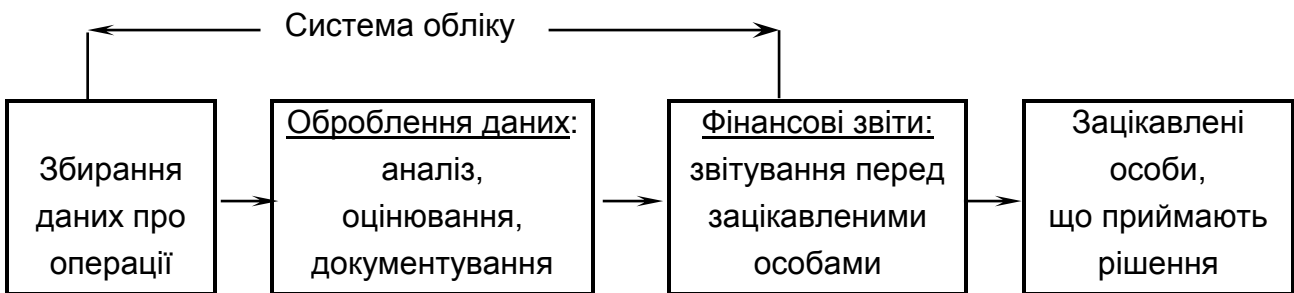 Система обліку
Збирання
даних про
операції
Оброблення даних:
аналіз,
оцінювання,
документування
Фінансові звіти:
звітування перед
зацікавленими
особами
Зацікавлені
особи,
що приймають
рішення